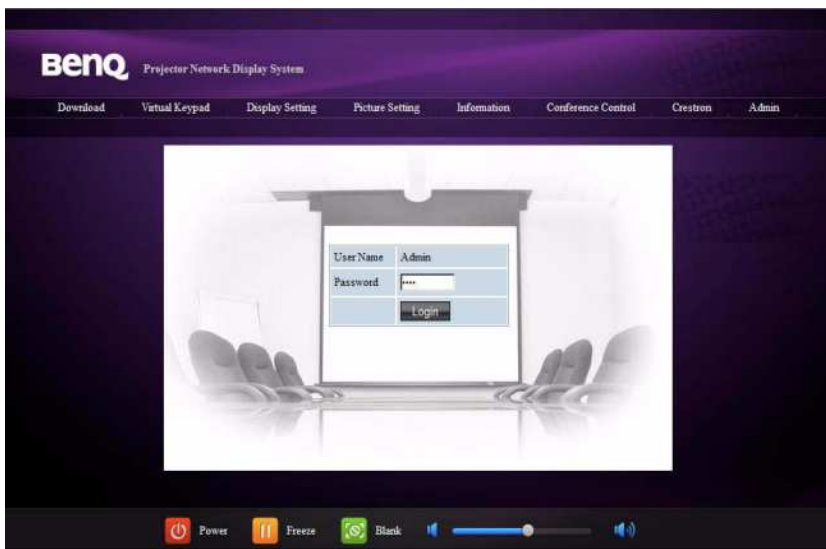 BenQ Projector Network Display System
Download Virtual Keypad Display Setting Picture Setting Information Conference Control Crestron Admin
User Name Admin
Password ••••
Login
Power Freeze Blank